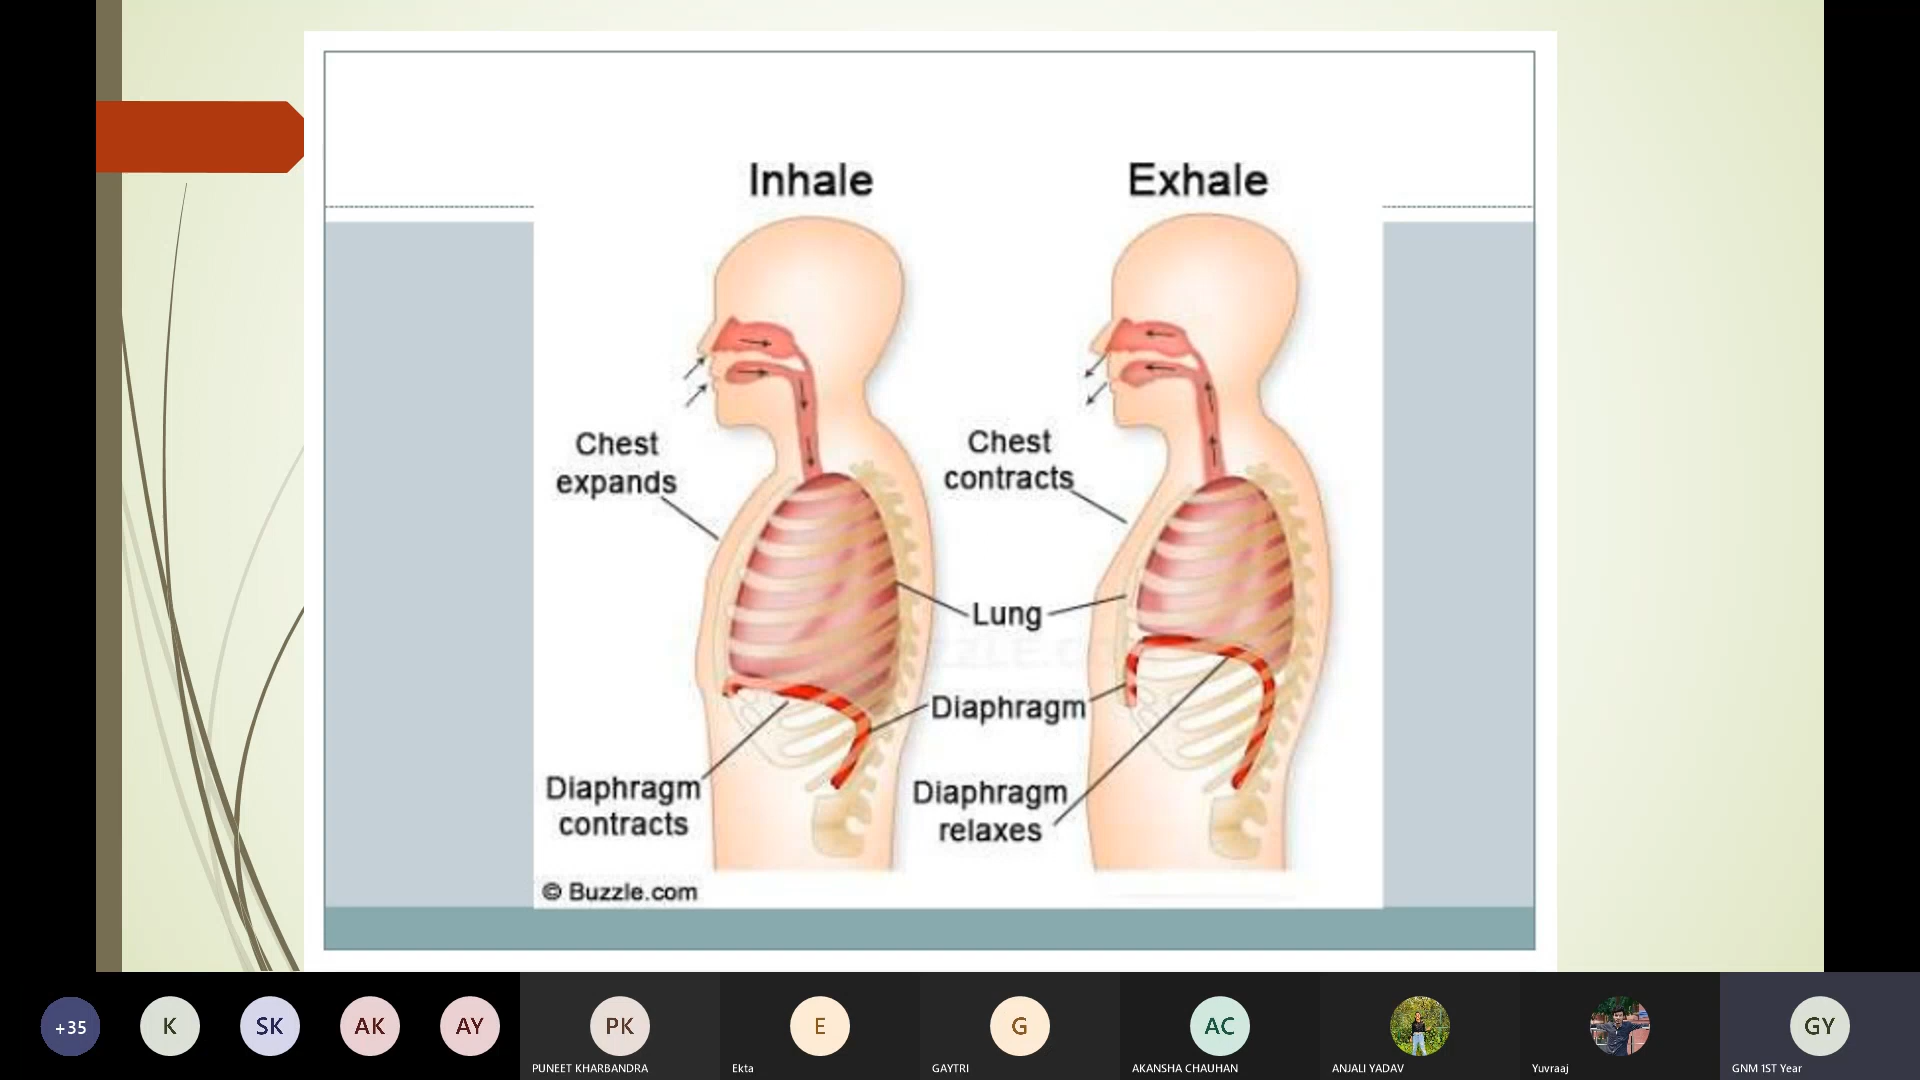 Inhale
Exhale
Chest
expands
Chest
contracts
Lung
Diaphragm
Diaphragm
contracts
Diaphragm
relaxes
© Buzzle.com
+35
K
SK
AK
AY
PK
PUNEET KHARBANDRA
E
Ekta
G
GAYTRI
AC
AKANSHA CHAUHAN
ANJALI YADAV
Yuvraaj
GY
GNM 1ST Year